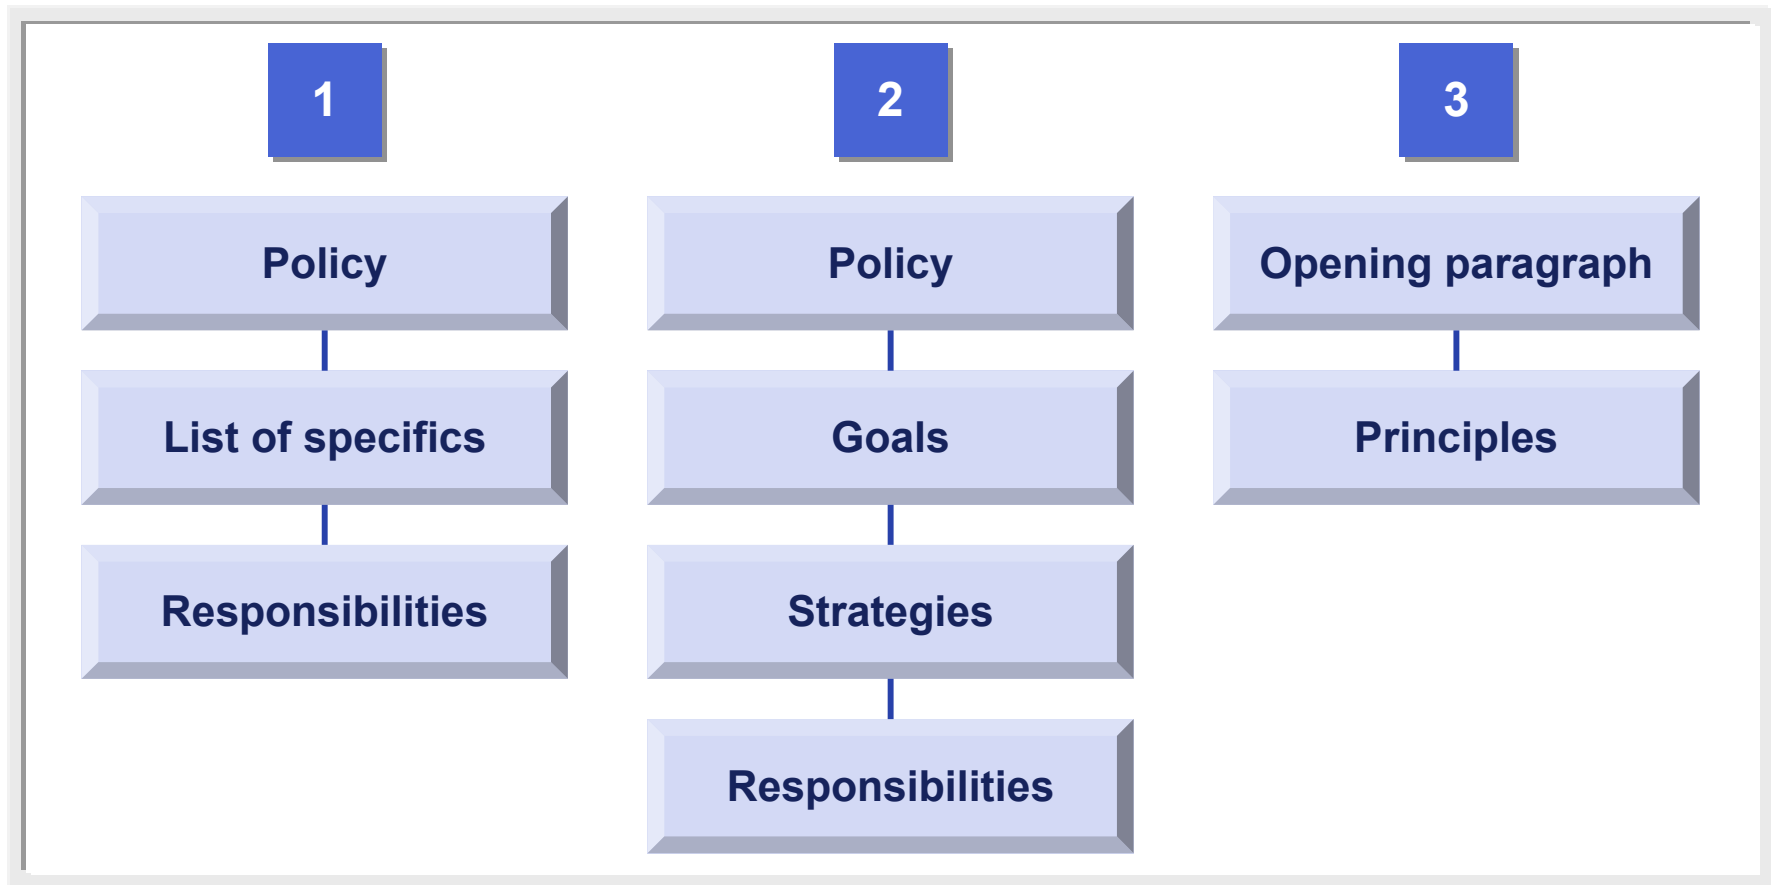 1
Policy
List of specifics
Responsibilities
2
Policy
Goals
Strategies
Responsibilities
3
Opening paragraph
Principles